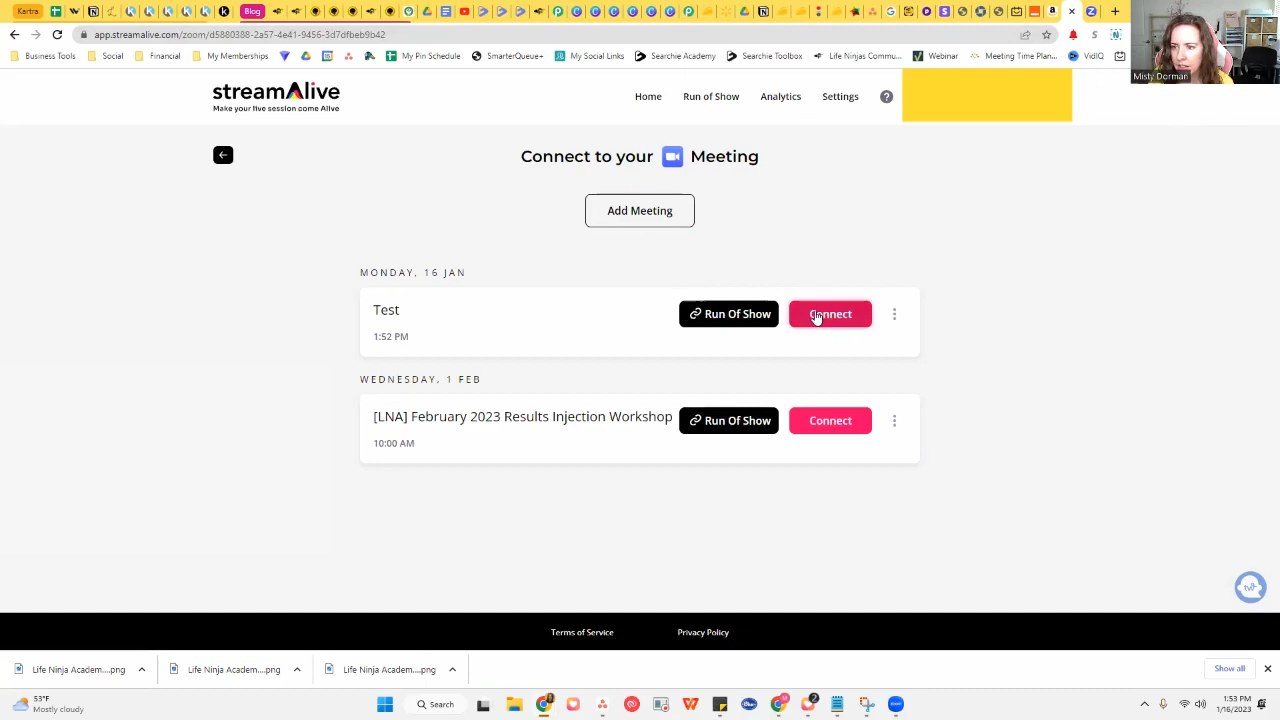 Kartra
Blog
app.streamalive.com/zoom/d5880388-2a57-4e41-9456-3d7dfbeb9b42
Business Tools
Social
Financial
My Memberships
My Pin Schedule
SmarterQueue+
My Social Links
Searchie Academy
Searchie Toolbox
Life Ninjas Commu...
Webinar
Meeting Time Plan...
VidIQ
Misty Dorman
streamAlive
Make your live session come Alive
Home
Run of Show
Analytics
Settings
?
Connect to your Meeting
Add Meeting
MONDAY, 16 JAN
Test
Run Of Show
Connect
1:52 PM
WEDNESDAY, 1 FEB
[LNA] February 2023 Results Injection Workshop
Run Of Show
Connect
10:00 AM
Terms of Service
Privacy Policy
Life Ninja Academ....png
Life Ninja Academ....png
Life Ninja Academ....png
Show all
53°F
Mostly cloudy
Search
1:53 PM
1/16/2023